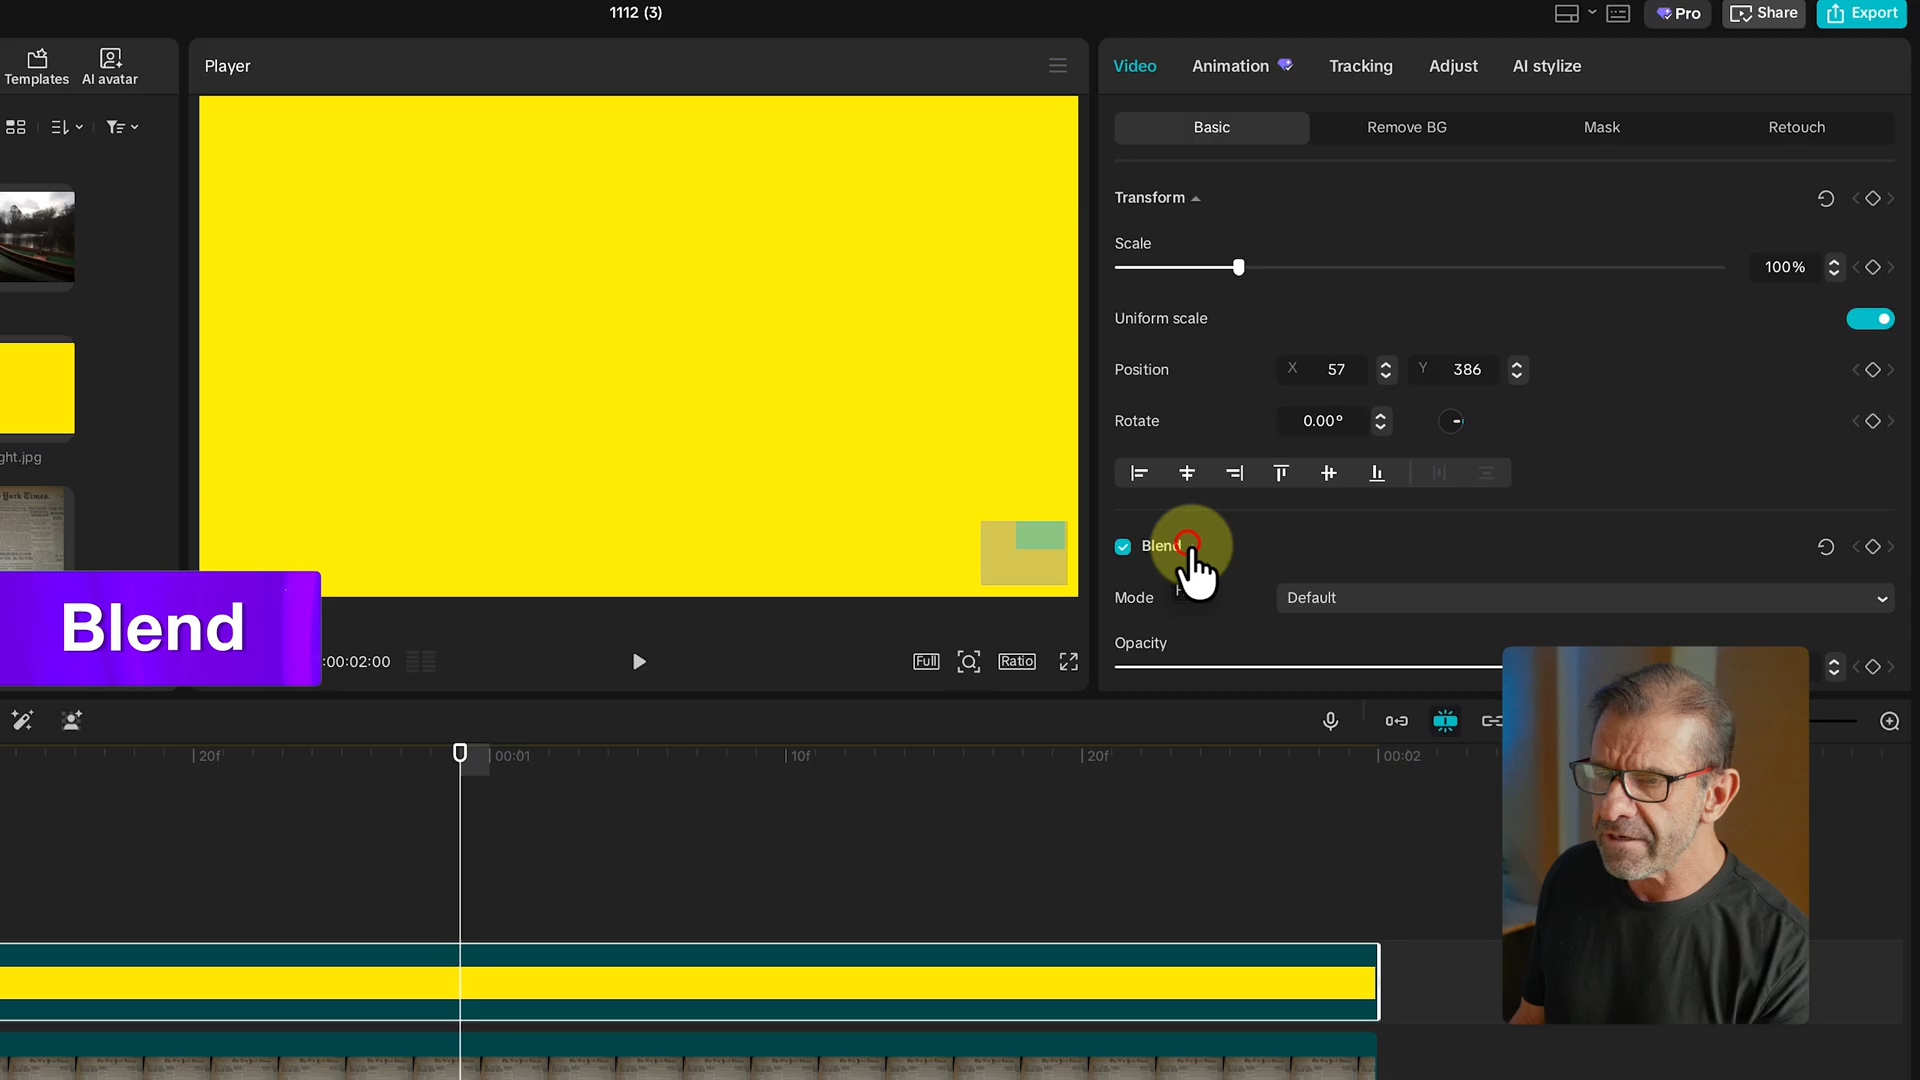 1112 (3)
Pro
Share
Export
Templates
AI avatar
Player
Video
Animation
Tracking
Adjust
AI stylize
Basic
Remove BG
Mask
Retouch
Transform
Scale
100%
Uniform scale
Position
X 57
Y 386
Rotate
0.00°
ght.jpg
York Times.
Blend
Mode
Default
Opacity
Blend
:00:02:00
Full
Ratio
20f
00:01
10f
20f
00:02